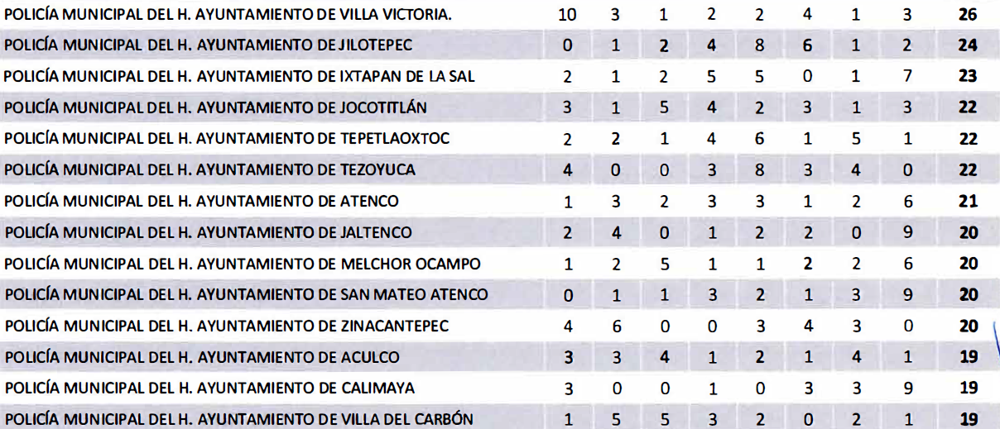 POLICÍA MUNICIPAL DEL H. AYUNTAMIENTO DE VILLA VICTORIA. 10 3 1 2 2 4 1 3 26
POLICÍA MUNICIPAL DEL H. AYUNTAMIENTO DE JILOTEPEC 0 1 2 4 8 6 1 2 24
POLICÍA MUNICIPAL DEL H. AYUNTAMIENTO DE IXTAPAN DE LA SAL 2 1 2 5 5 0 1 7 23
POLICÍA MUNICIPAL DEL H. AYUNTAMIENTO DE JOCOTITLÁN 3 1 5 4 2 3 1 3 22
POLICÍA MUNICIPAL DEL H. AYUNTAMIENTO DE TEPETLAOXTOC 2 2 1 4 6 1 5 1 22
POLICÍA MUNICIPAL DEL H. AYUNTAMIENTO DE TEZOYUCA 4 0 0 3 8 3 4 0 22
POLICÍA MUNICIPAL DEL H. AYUNTAMIENTO DE ATENCO 1 3 2 3 3 1 2 6 21
POLICÍA MUNICIPAL DEL H. AYUNTAMIENTO DE JALTENCO 2 4 0 1 2 2 0 9 20
POLICÍA MUNICIPAL DEL H. AYUNTAMIENTO DE MELCHOR OCAMPO 1 2 5 1 1 2 2 6 20
POLICÍA MUNICIPAL DEL H. AYUNTAMIENTO DE SAN MATEO ATENCO 0 1 1 3 2 1 3 9 20
POLICÍA MUNICIPAL DEL H. AYUNTAMIENTO DE ZINACANTEPEC 4 6 0 0 3 4 3 0 20
POLICÍA MUNICIPAL DEL H. AYUNTAMIENTO DE ACULCO 3 3 4 1 2 1 4 1 19
POLICÍA MUNICIPAL DEL H. AYUNTAMIENTO DE CALIMAYA 3 0 0 1 0 3 3 9 19
POLICÍA MUNICIPAL DEL H. AYUNTAMIENTO DE VILLA DEL CARBÓN 1 5 5 3 2 0 2 1 19